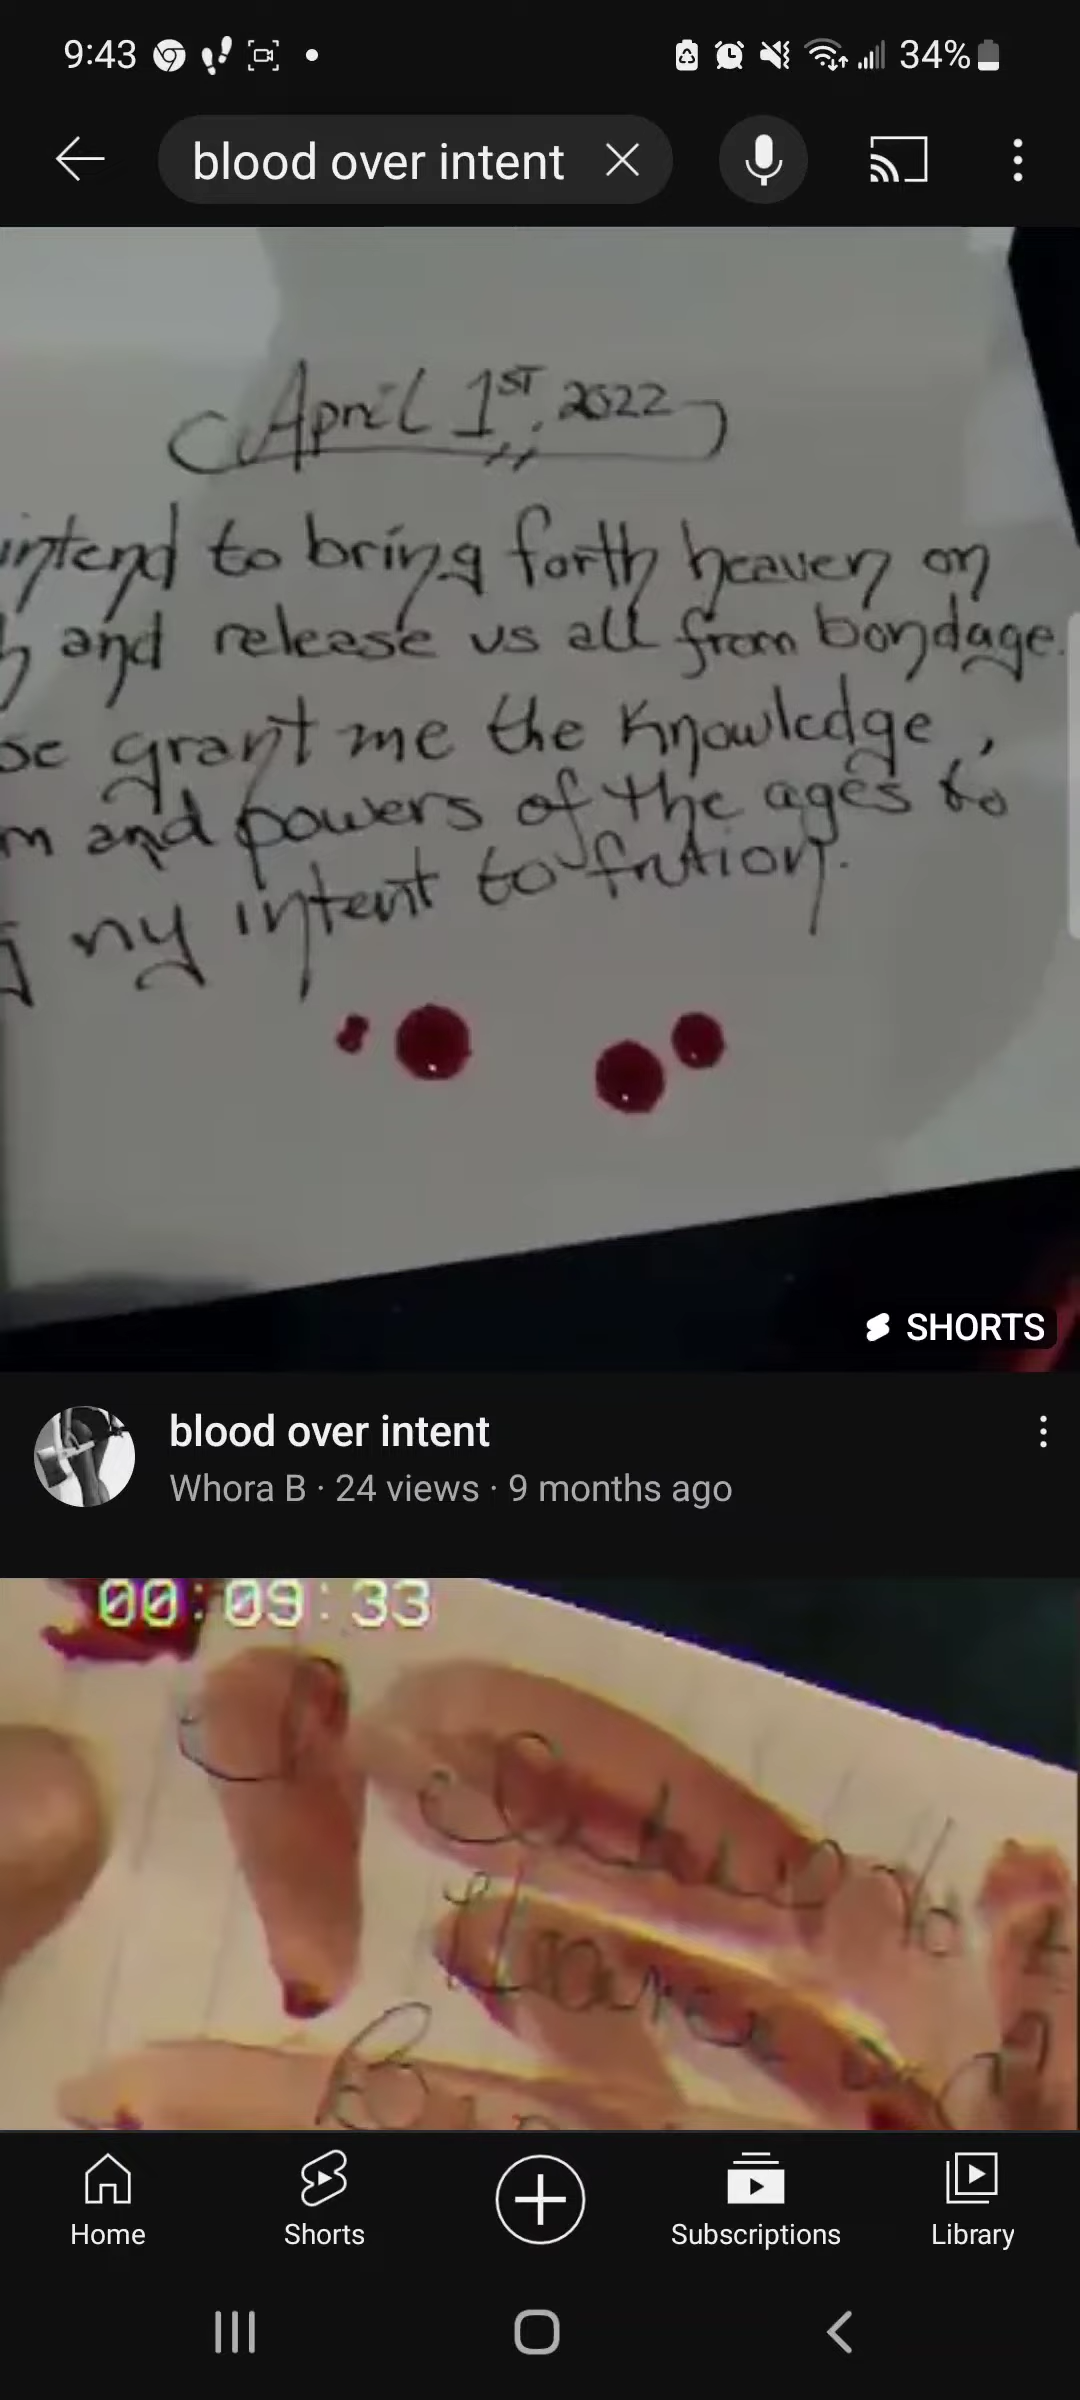 9:43 34%
blood over intent
April 1ST, 2022
intend to bring forth heaven on
and release us all from bondage.
grant me the knowledge,
and powers of the ages to
ny intent to frution.
SHORTS
blood over intent
Whora B · 24 views · 9 months ago
00:09:33
Home Shorts Subscriptions Library